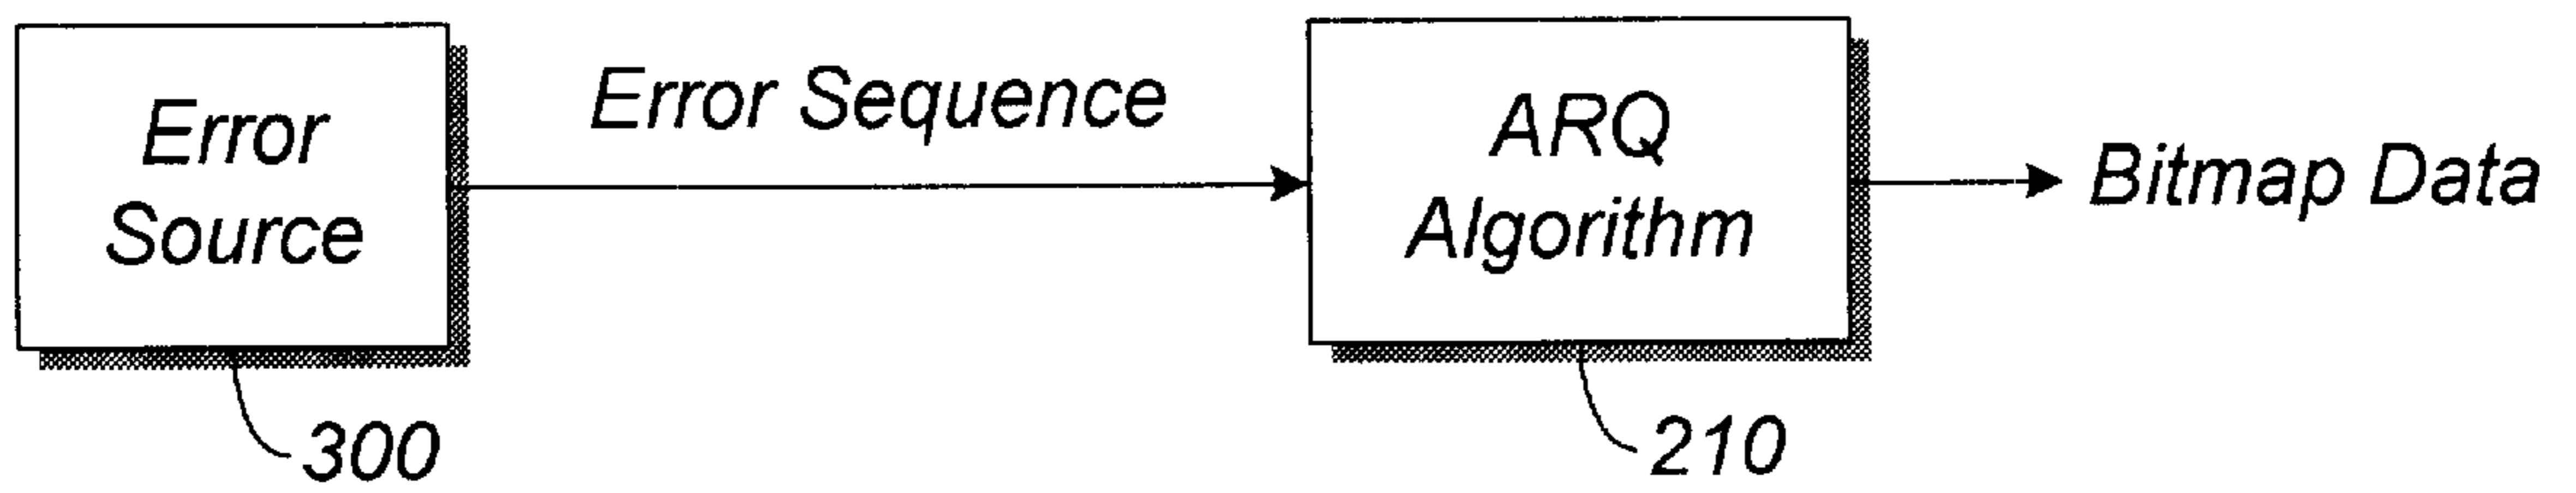 Error
Source
Error Sequence
ARQ
Algorithm
Bitmap Data
300
210